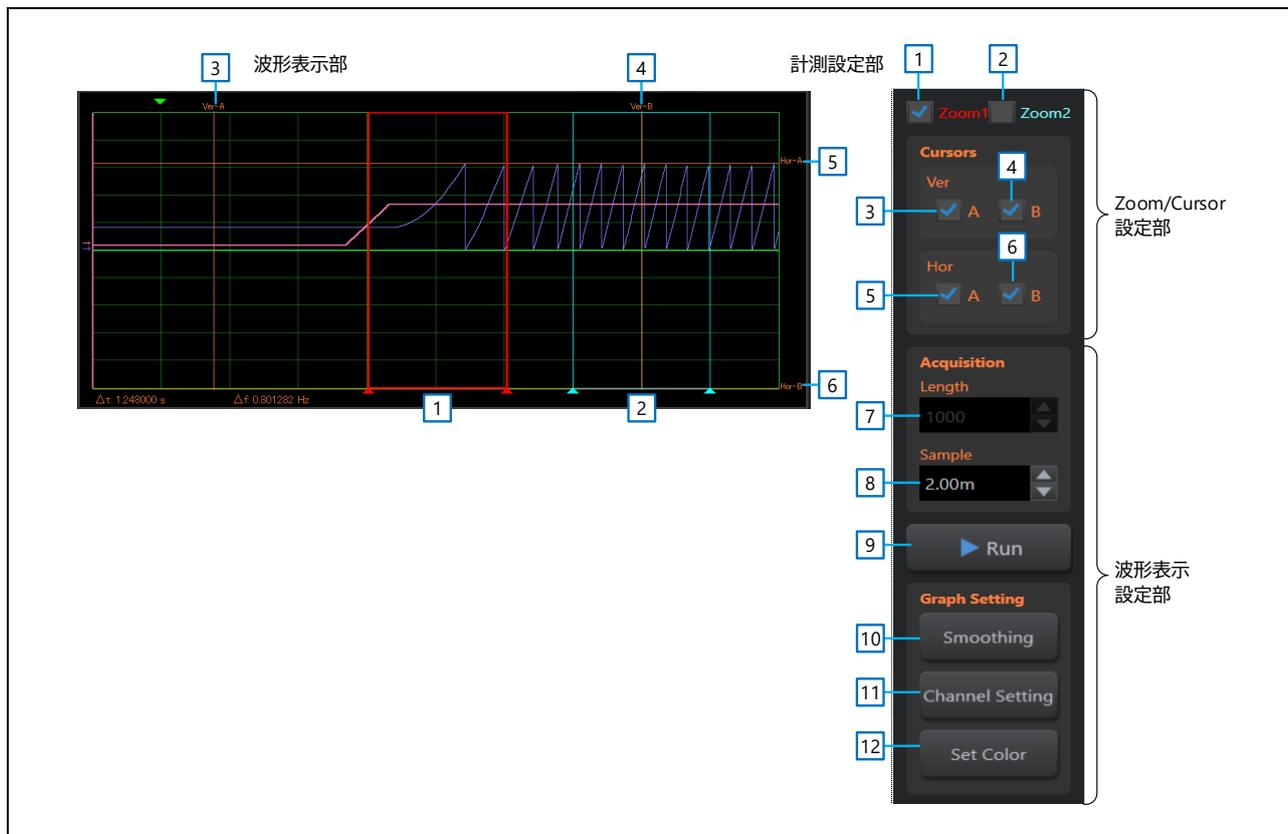 3
波形表示部
4
計測設定部
1
2
Ver-A
Ver-B
Hor-A
5
Hor-B
6
Δt: 1.248000 s
Δf: 0.801282 Hz
1
2
Zoom1
Zoom2
Cursors
Ver
4
3
A
B
6
Hor
5
A
B
Zoom/Cursor
設定部
Acquisition
Length
7
1000
Sample
8
2.00m
9
Run
波形表示
設定部
Graph Setting
10
Smoothing
11
Channel Setting
12
Set Color